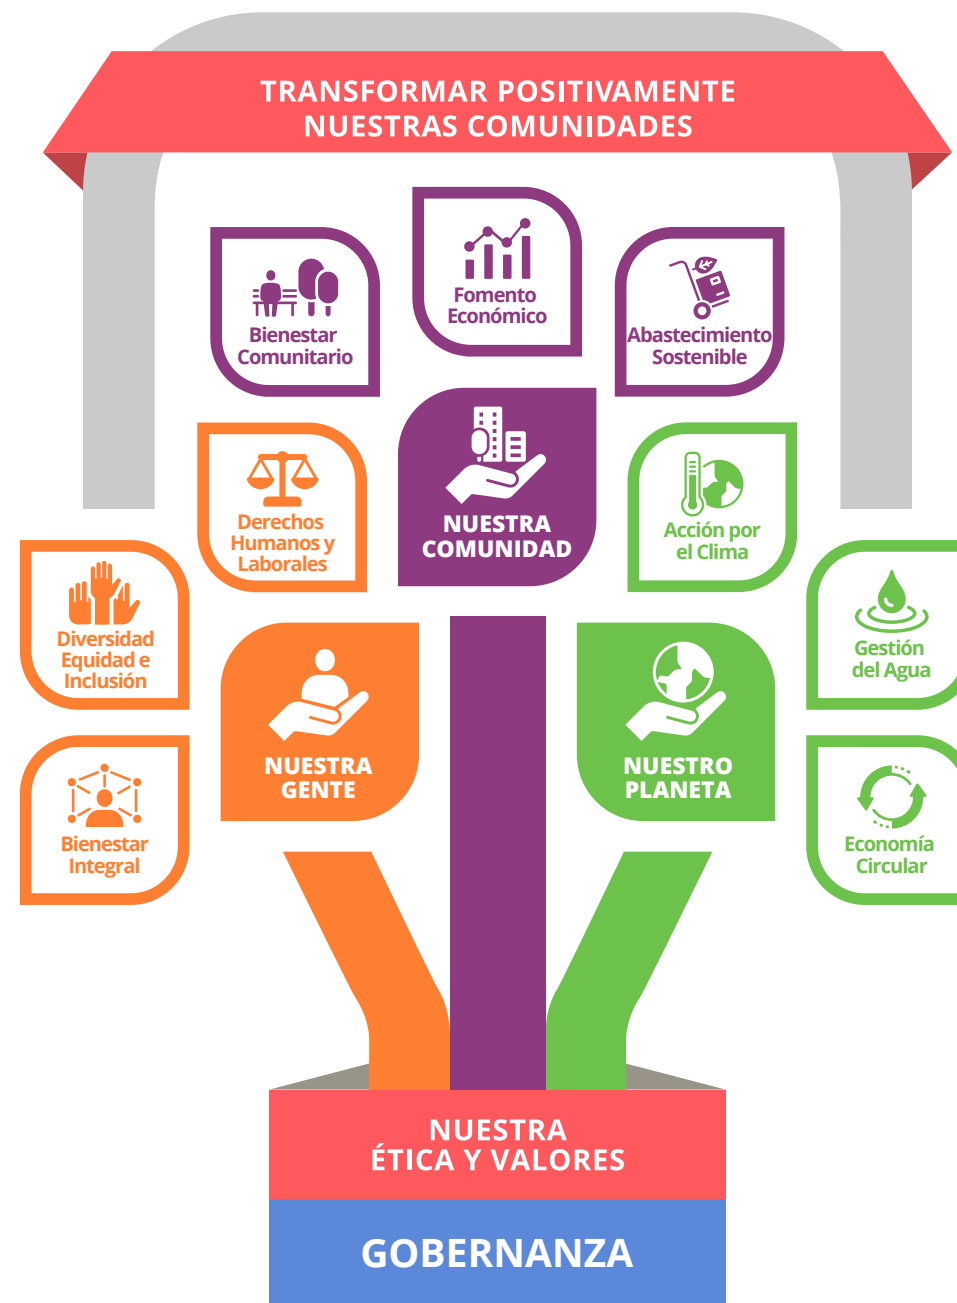 TRANSFORMAR POSITIVAMENTE
NUESTRAS COMUNIDADES
Fomento
Económico
Bienestar
Comunitario
Abastecimiento
Sostenible
NUESTRA
COMUNIDAD
Derechos
Humanos y
Laborales
Acción por
el Clima
Diversidad
Equidad e
Inclusión
Gestión
del Agua
NUESTRA
GENTE
NUESTRO
PLANETA
Bienestar
Integral
Economía
Circular
NUESTRA
ÉTICA Y VALORES
GOBERNANZA